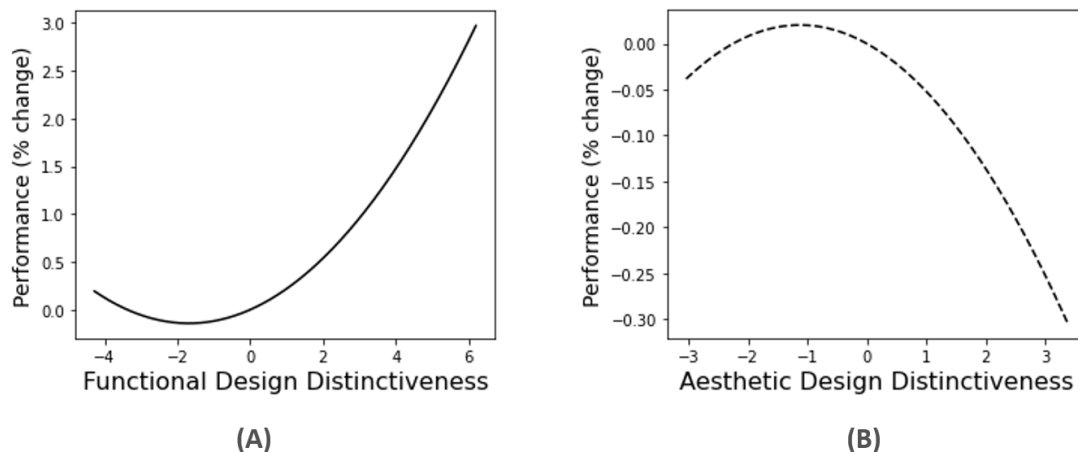 Performance (% change)
3.0
2.5
2.0
1.5
1.0
0.5
0.0
−4 −2 0 2 4 6
Functional Design Distinctiveness
(A)
Performance (% change)
0.00
−0.05
−0.10
−0.15
−0.20
−0.25
−0.30
−3 −2 −1 0 1 2 3
Aesthetic Design Distinctiveness
(B)